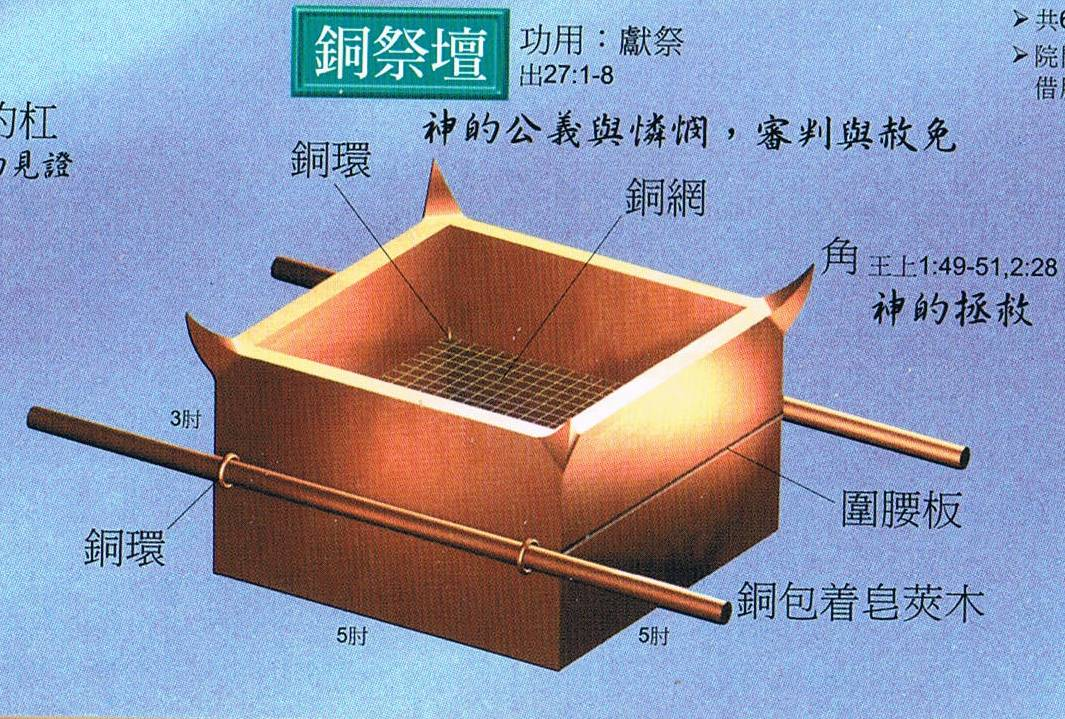 銅祭壇
功用：獻祭
出27:1-8
神的公義與憐憫，審判與赦免
的杠
見證
銅環
銅網
角 王上1:49-51,2:28
神的拯救
3肘
銅環
圍腰板
銅包着皂莢木
5肘
5肘
➤ 共6
➤ 院
借